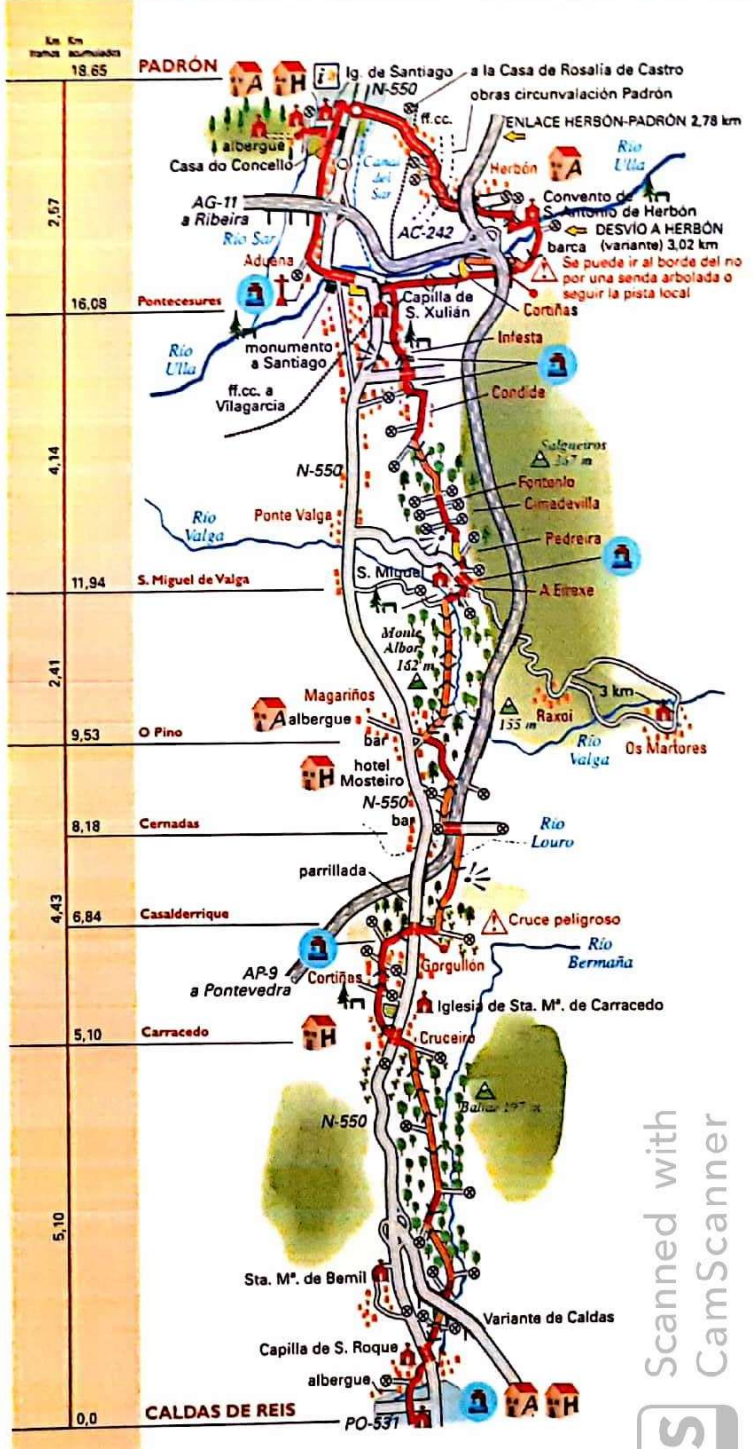 Km Km
tramos acumulados
18.65 PADRÓN A H i Ig. de Santiago
N-550
a la Casa de Rosalía de Castro
obras circunvalación Padrón
ff.cc.
ENLACE HERBÓN-PADRÓN 2,78 km
albergue
Casa do Concello
Canal
del
Sar
Herbón
A
Río
Ulla
2,57
AG-11
a Ribeira
AC-242
Convento de
S. Antonio de Herbón
DESVÍO A HERBÓN
(variante) 3,02 km
barca
Río Sar
Aduana
Se puede ir al borde del río
por una senda arbolada o
seguir la pista local
16,08 Pontecesures
Capilla de
S. Xulián
Cortiñas
monumento
a Santiago
Infesta
Río
Ulla
ff.cc. a
Vilagarcia
Condide
4,14
N-550
Salgueiros
367 m
Fontenlo
Cimadevilla
Río
Valga
Ponte Valga
Pedreira
11,94 S. Miguel de Valga
S. Miguel
A Eirexe
Monte
Albor
162 m
2,41
Magariños
A albergue
155 m
Raxoi
3 km
Os Martores
Río
Valga
9,53 O Pino
bar
H hotel
Mosteiro
N-550
bar
8,18 Cernadas
Río
Louro
4,43
parrillada
6,84 Casalderrique
Cruce peligroso
Gorgullón
Río
Bermaña
AP-9
a Pontevedra
Cortiñas
Iglesia de Sta. Mª. de Carracedo
5,10 Carracedo
H
Cruceiro
N-550
197 m
5,10
Sta. Mª. de Bemil
Variante de Caldas
Capilla de S. Roque
albergue
A H
0,0 CALDAS DE REIS
PO-531
Scanned with
CamScanner